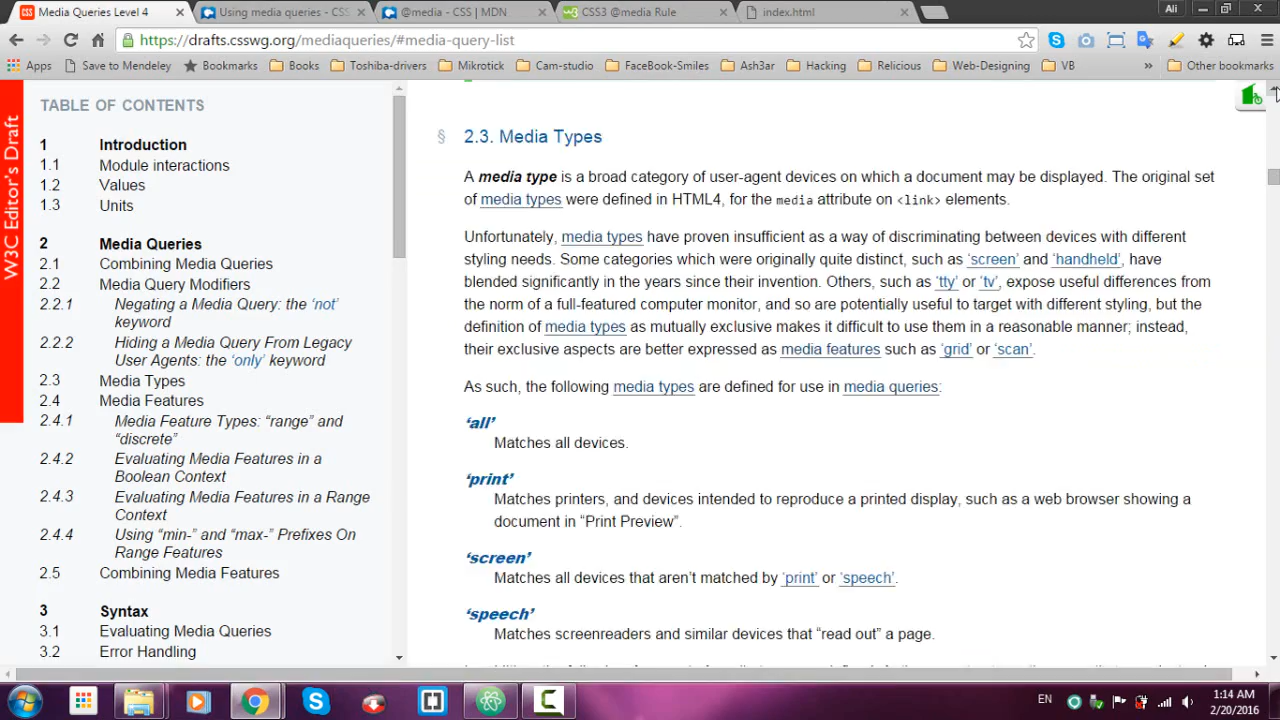 Media Queries Level 4
Using media queries - CSS
@media - CSS | MDN
CSS3 @media Rule
index.html
Ali
https://drafts.csswg.org/mediaqueries/#media-query-list
Apps
Save to Mendeley
Bookmarks
Books
Toshiba-drivers
Mikrotick
Cam-studio
FaceBook-Smiles
Ash3ar
Hacking
Relicious
Web-Designing
VB
»
Other bookmarks
W3C Editor's Draft
TABLE OF CONTENTS
1 Introduction
1.1 Module interactions
1.2 Values
1.3 Units
2 Media Queries
2.1 Combining Media Queries
2.2 Media Query Modifiers
2.2.1 Negating a Media Query: the ‘not’
keyword
2.2.2 Hiding a Media Query From Legacy
User Agents: the ‘only’ keyword
2.3 Media Types
2.4 Media Features
2.4.1 Media Feature Types: “range” and
“discrete”
2.4.2 Evaluating Media Features in a
Boolean Context
2.4.3 Evaluating Media Features in a Range
Context
2.4.4 Using “min-” and “max-” Prefixes On
Range Features
2.5 Combining Media Features
3 Syntax
3.1 Evaluating Media Queries
3.2 Error Handling
§ 2.3. Media Types
A media type is a broad category of user-agent devices on which a document may be displayed. The original set
of media types were defined in HTML4, for the media attribute on <link> elements.
Unfortunately, media types have proven insufficient as a way of discriminating between devices with different
styling needs. Some categories which were originally quite distinct, such as ‘screen’ and ‘handheld’, have
blended significantly in the years since their invention. Others, such as ‘tty’ or ‘tv’, expose useful differences from
the norm of a full-featured computer monitor, and so are potentially useful to target with different styling, but the
definition of media types as mutually exclusive makes it difficult to use them in a reasonable manner; instead,
their exclusive aspects are better expressed as media features such as ‘grid’ or ‘scan’.
As such, the following media types are defined for use in media queries:
‘all’
Matches all devices.
‘print’
Matches printers, and devices intended to reproduce a printed display, such as a web browser showing a
document in “Print Preview”.
‘screen’
Matches all devices that aren’t matched by ‘print’ or ‘speech’.
‘speech’
Matches screenreaders and similar devices that “read out” a page.
EN
1:14 AM
2/20/2016